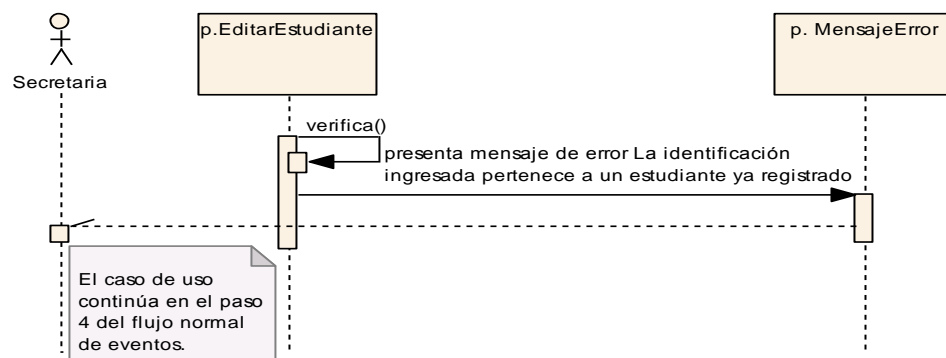 p.EditarEstudiante
p. MensajeError
Secretaria
verifica()
presenta mensaje de error La identificación
ingresada pertenece a un estudiante ya registrado
El caso de uso
continúa en el paso
4 del flujo normal
de eventos.